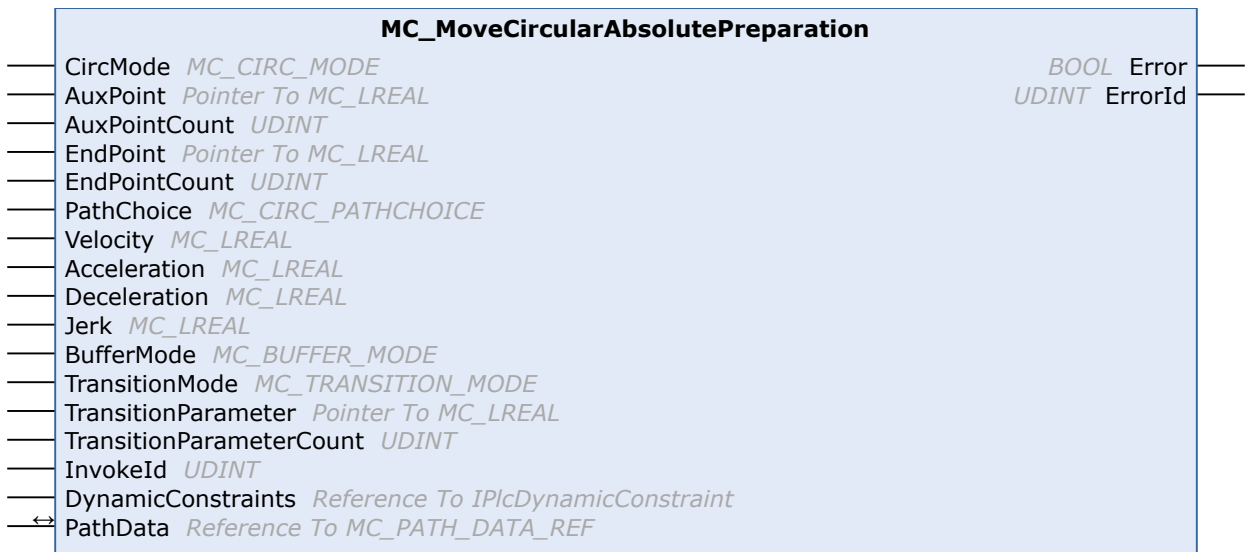 MC_MoveCircularAbsolutePreparation
CircMode MC_CIRC_MODE BOOL Error
AuxPoint Pointer To MC_LREAL UDINT ErrorId
AuxPointCount UDINT
EndPoint Pointer To MC_LREAL
EndPointCount UDINT
PathChoice MC_CIRC_PATHCHOICE
Velocity MC_LREAL
Acceleration MC_LREAL
Deceleration MC_LREAL
Jerk MC_LREAL
BufferMode MC_BUFFER_MODE
TransitionMode MC_TRANSITION_MODE
TransitionParameter Pointer To MC_LREAL
TransitionParameterCount UDINT
InvokeId UDINT
DynamicConstraints Reference To IPlcDynamicConstraint
↔ PathData Reference To MC_PATH_DATA_REF